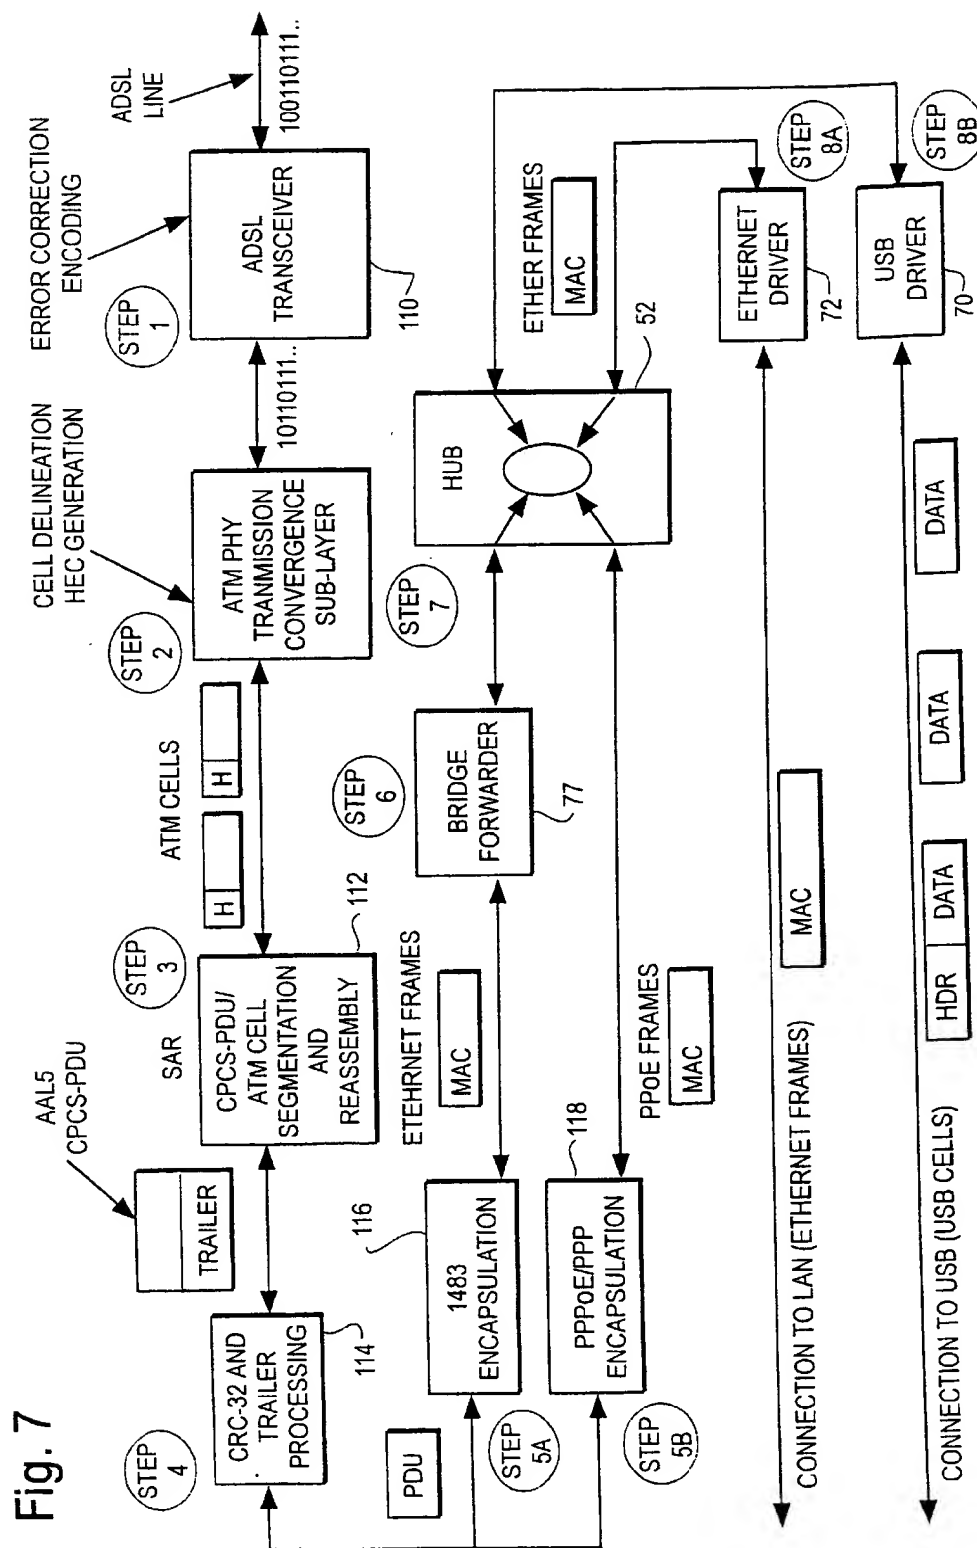 Fig. 7
STEP
4
CRC-32 AND
TRAILER
PROCESSING
114
TRAILER
AAL5
CPCS-PDU
SAR
STEP
3
CPCS-PDU/
ATM CELL
SEGMENTATION
AND
REASSEMBLY
112
ATM CELLS
H
H
STEP
2
CELL DELINEATION
HEC GENERATION
ATM PHY
TRANMISSION
CONVERGENCE
SUB-LAYER
10110111..
STEP
1
ERROR CORRECTION
ENCODING
ADSL
TRANSCEIVER
110
ADSL
LINE
100110111...
PDU
STEP
5A
116
1483
ENCAPSULATION
ETEHRNET FRAMES
MAC
STEP
6
BRIDGE
FORWARDER
77
STEP
7
HUB
52
ETHER FRAMES
MAC
STEP
5B
118
PPPoE/PPP
ENCAPSULATION
PPoE FRAMES
MAC
ETHERNET
DRIVER
72
STEP
8A
CONNECTION TO LAN (ETHERNET FRAMES)
MAC
USB
DRIVER
70
STEP
8B
CONNECTION TO USB (USB CELLS)
HDR
DATA
DATA
DATA